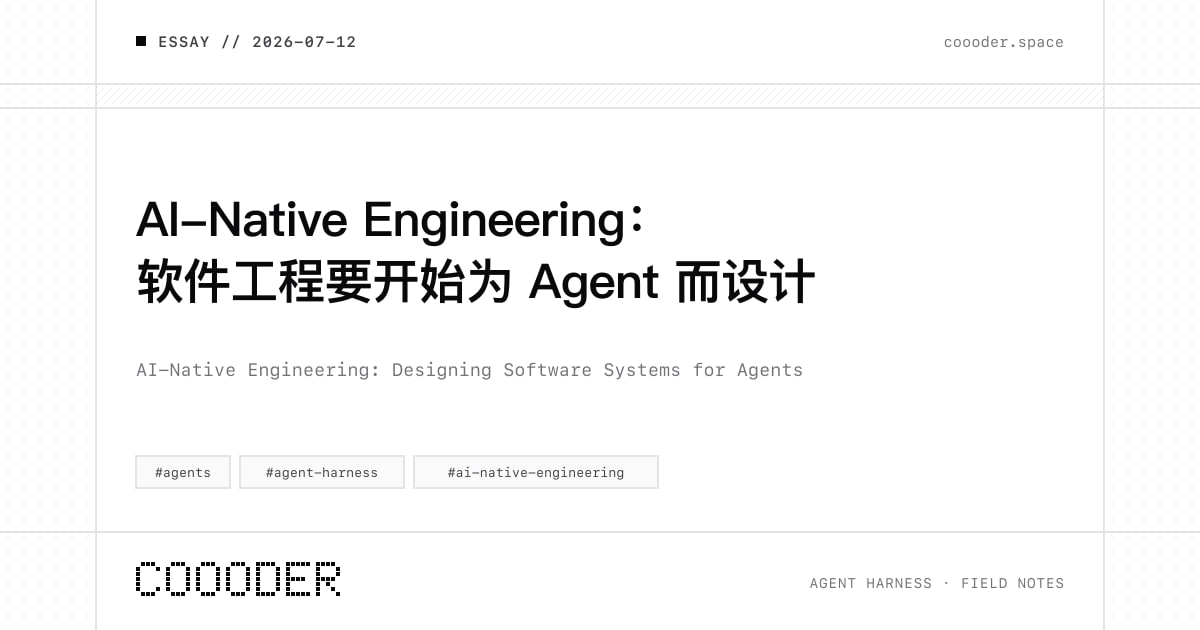 ESSAY // 2026-07-12
coooder.space
AI-Native Engineering：
软件工程要开始为 Agent 而设计
AI-Native Engineering: Designing Software Systems for Agents
#agents
#agent-harness
#ai-native-engineering
COOODER
AGENT HARNESS · FIELD NOTES